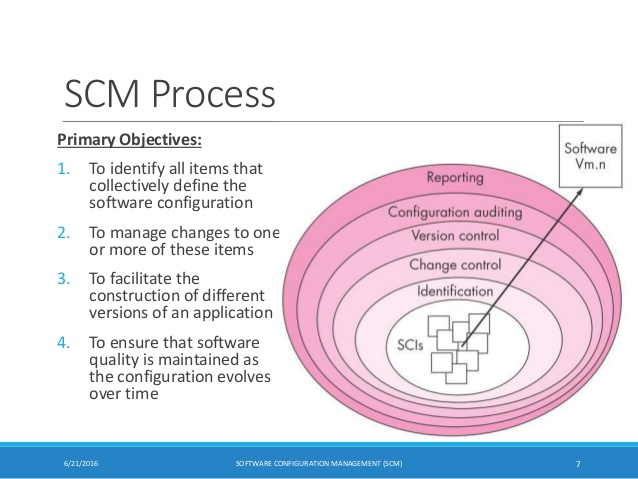 SCM Process
Primary Objectives:
1. To identify all items that
collectively define the
software configuration
2. To manage changes to one
or more of these items
3. To facilitate the
construction of different
versions of an application
4. To ensure that software
quality is maintained as
the configuration evolves
over time
Software
Vm.n
Reporting
Configuration auditing
Version control
Change control
Identification
SCIs
6/21/2016
SOFTWARE CONFIGURATION MANAGEMENT (SCM)
7